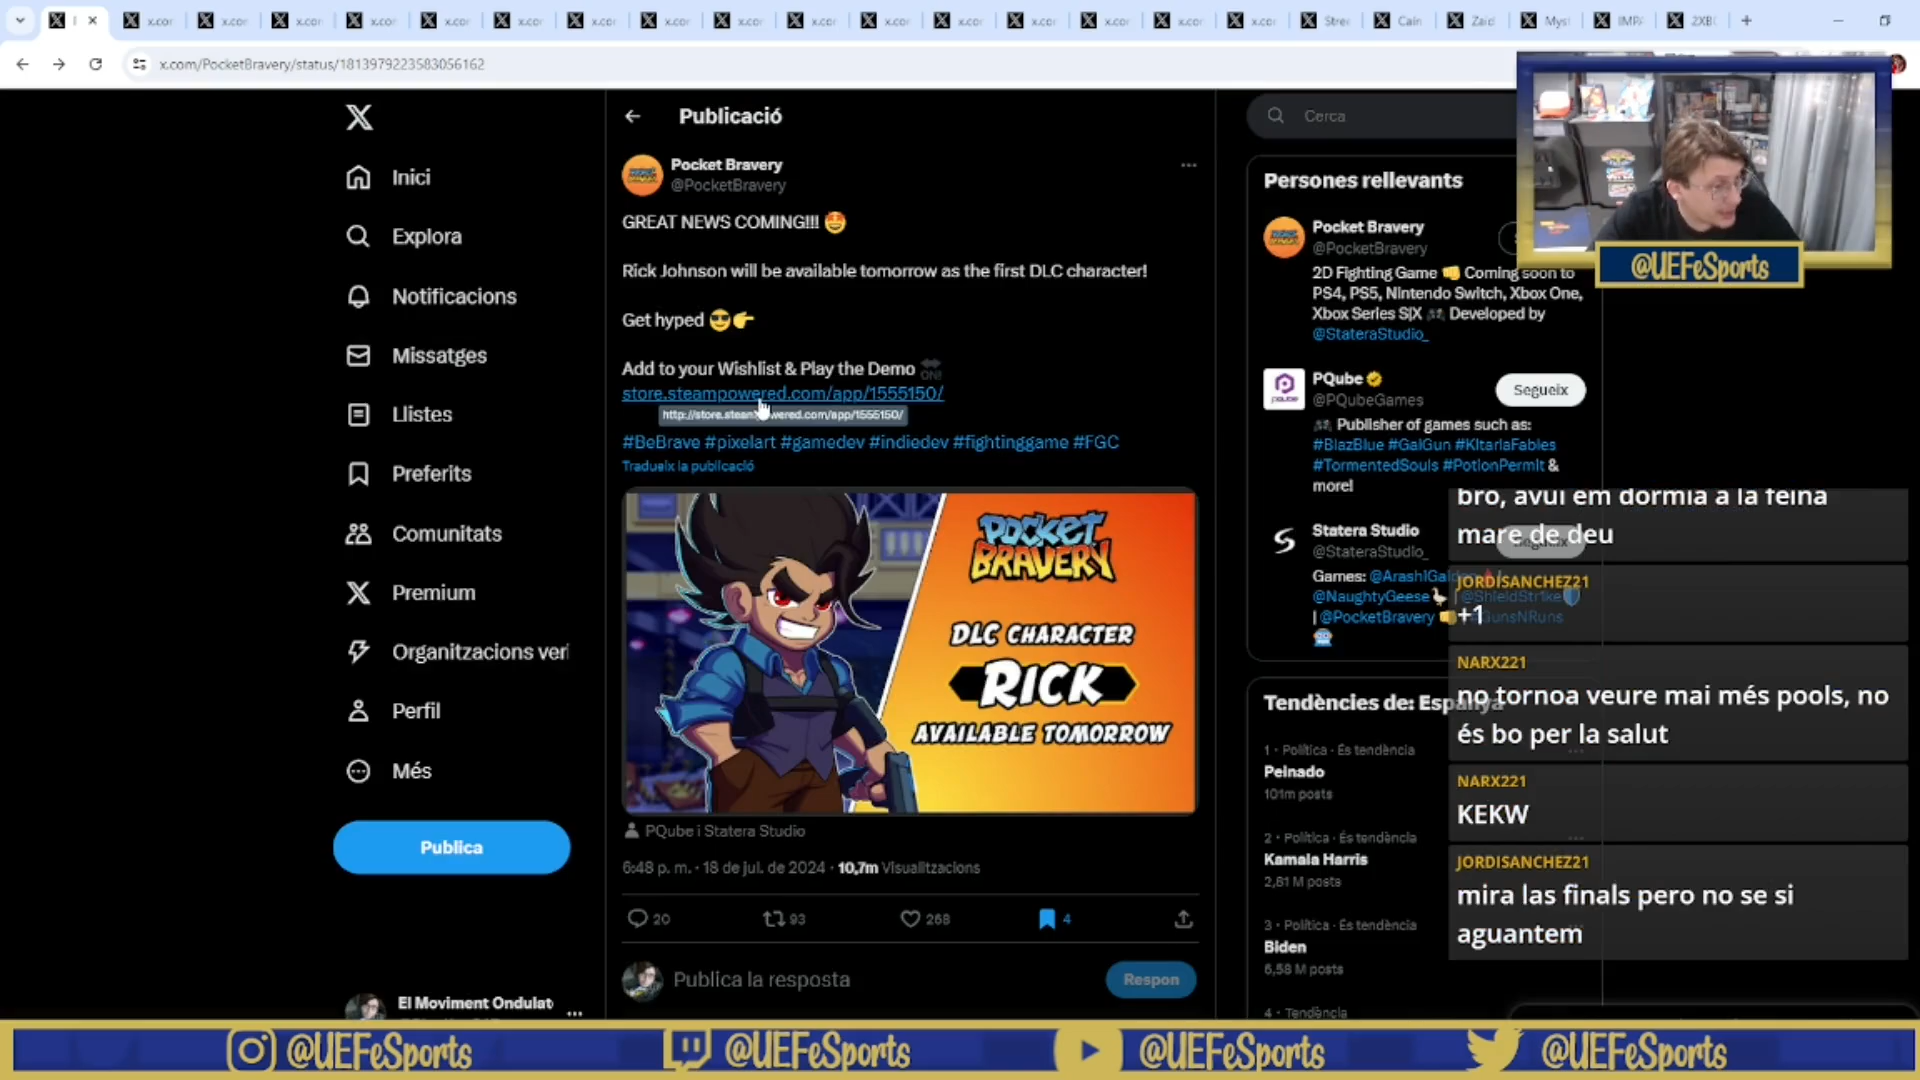 x.com/PocketBravery/status/1813979223583056162
Inici
Explora
Notificacions
Missatges
Llistes
Preferits
Comunitats
Premium
Organitzacions veri
Perfil
Més
Publica
El Moviment Ondulat
Publicació
Pocket Bravery
@PocketBravery
GREAT NEWS COMING!!! 🤩
Rick Johnson will be available tomorrow as the first DLC character!
Get hyped 😎👉
Add to your Wishlist & Play the Demo 🔛
store.steampowered.com/app/1555150/
http://store.steampowered.com/app/1555150/
#BeBrave #pixelart #gamedev #indiedev #fightinggame #FGC
Tradueix la publicació
POCKET
BRAVERY
DLC CHARACTER
RICK
AVAILABLE TOMORROW
PQube i Statera Studio
6:48 p. m. · 18 de jul. de 2024 · 10,7m Visualitzacions
20
93
268
4
Publica la resposta
Respon
Cerca
Persones rellevants
Pocket Bravery
@PocketBravery
2D Fighting Game 👊 Coming soon to
PS4, PS5, Nintendo Switch, Xbox One,
Xbox Series S|X 🎮 Developed by
@StateraStudio_
PQube
@PQubeGames
Segueix
🎮 Publisher of games such as:
#BlazBlue #GalGun #KitariaFables
#TormentedSouls #PotionPermit &
more!
Statera Studio
@StateraStudio_
Segueix
Games:
@NaughtyGeese | @ShieldStr1ke
| @PocketBravery 👊 @GunsNRuns
Tendències de: Espanya
1 · Política · És tendència
Peinado
101m posts
2 · Política · És tendència
Kamala Harris
2,81 M posts
3 · Política · És tendència
Biden
6,58 M posts
4 · Tendència
@UEFeSports
bro, avui em dormia a la feina
mare de deu
JORDISANCHEZ21
+1
NARX221
no tornoa veure mai més pools, no
és bo per la salut
NARX221
KEKW
JORDISANCHEZ21
mira las finals pero no se si
aguantem
@UEFeSports
@UEFeSports
@UEFeSports
@UEFeSports